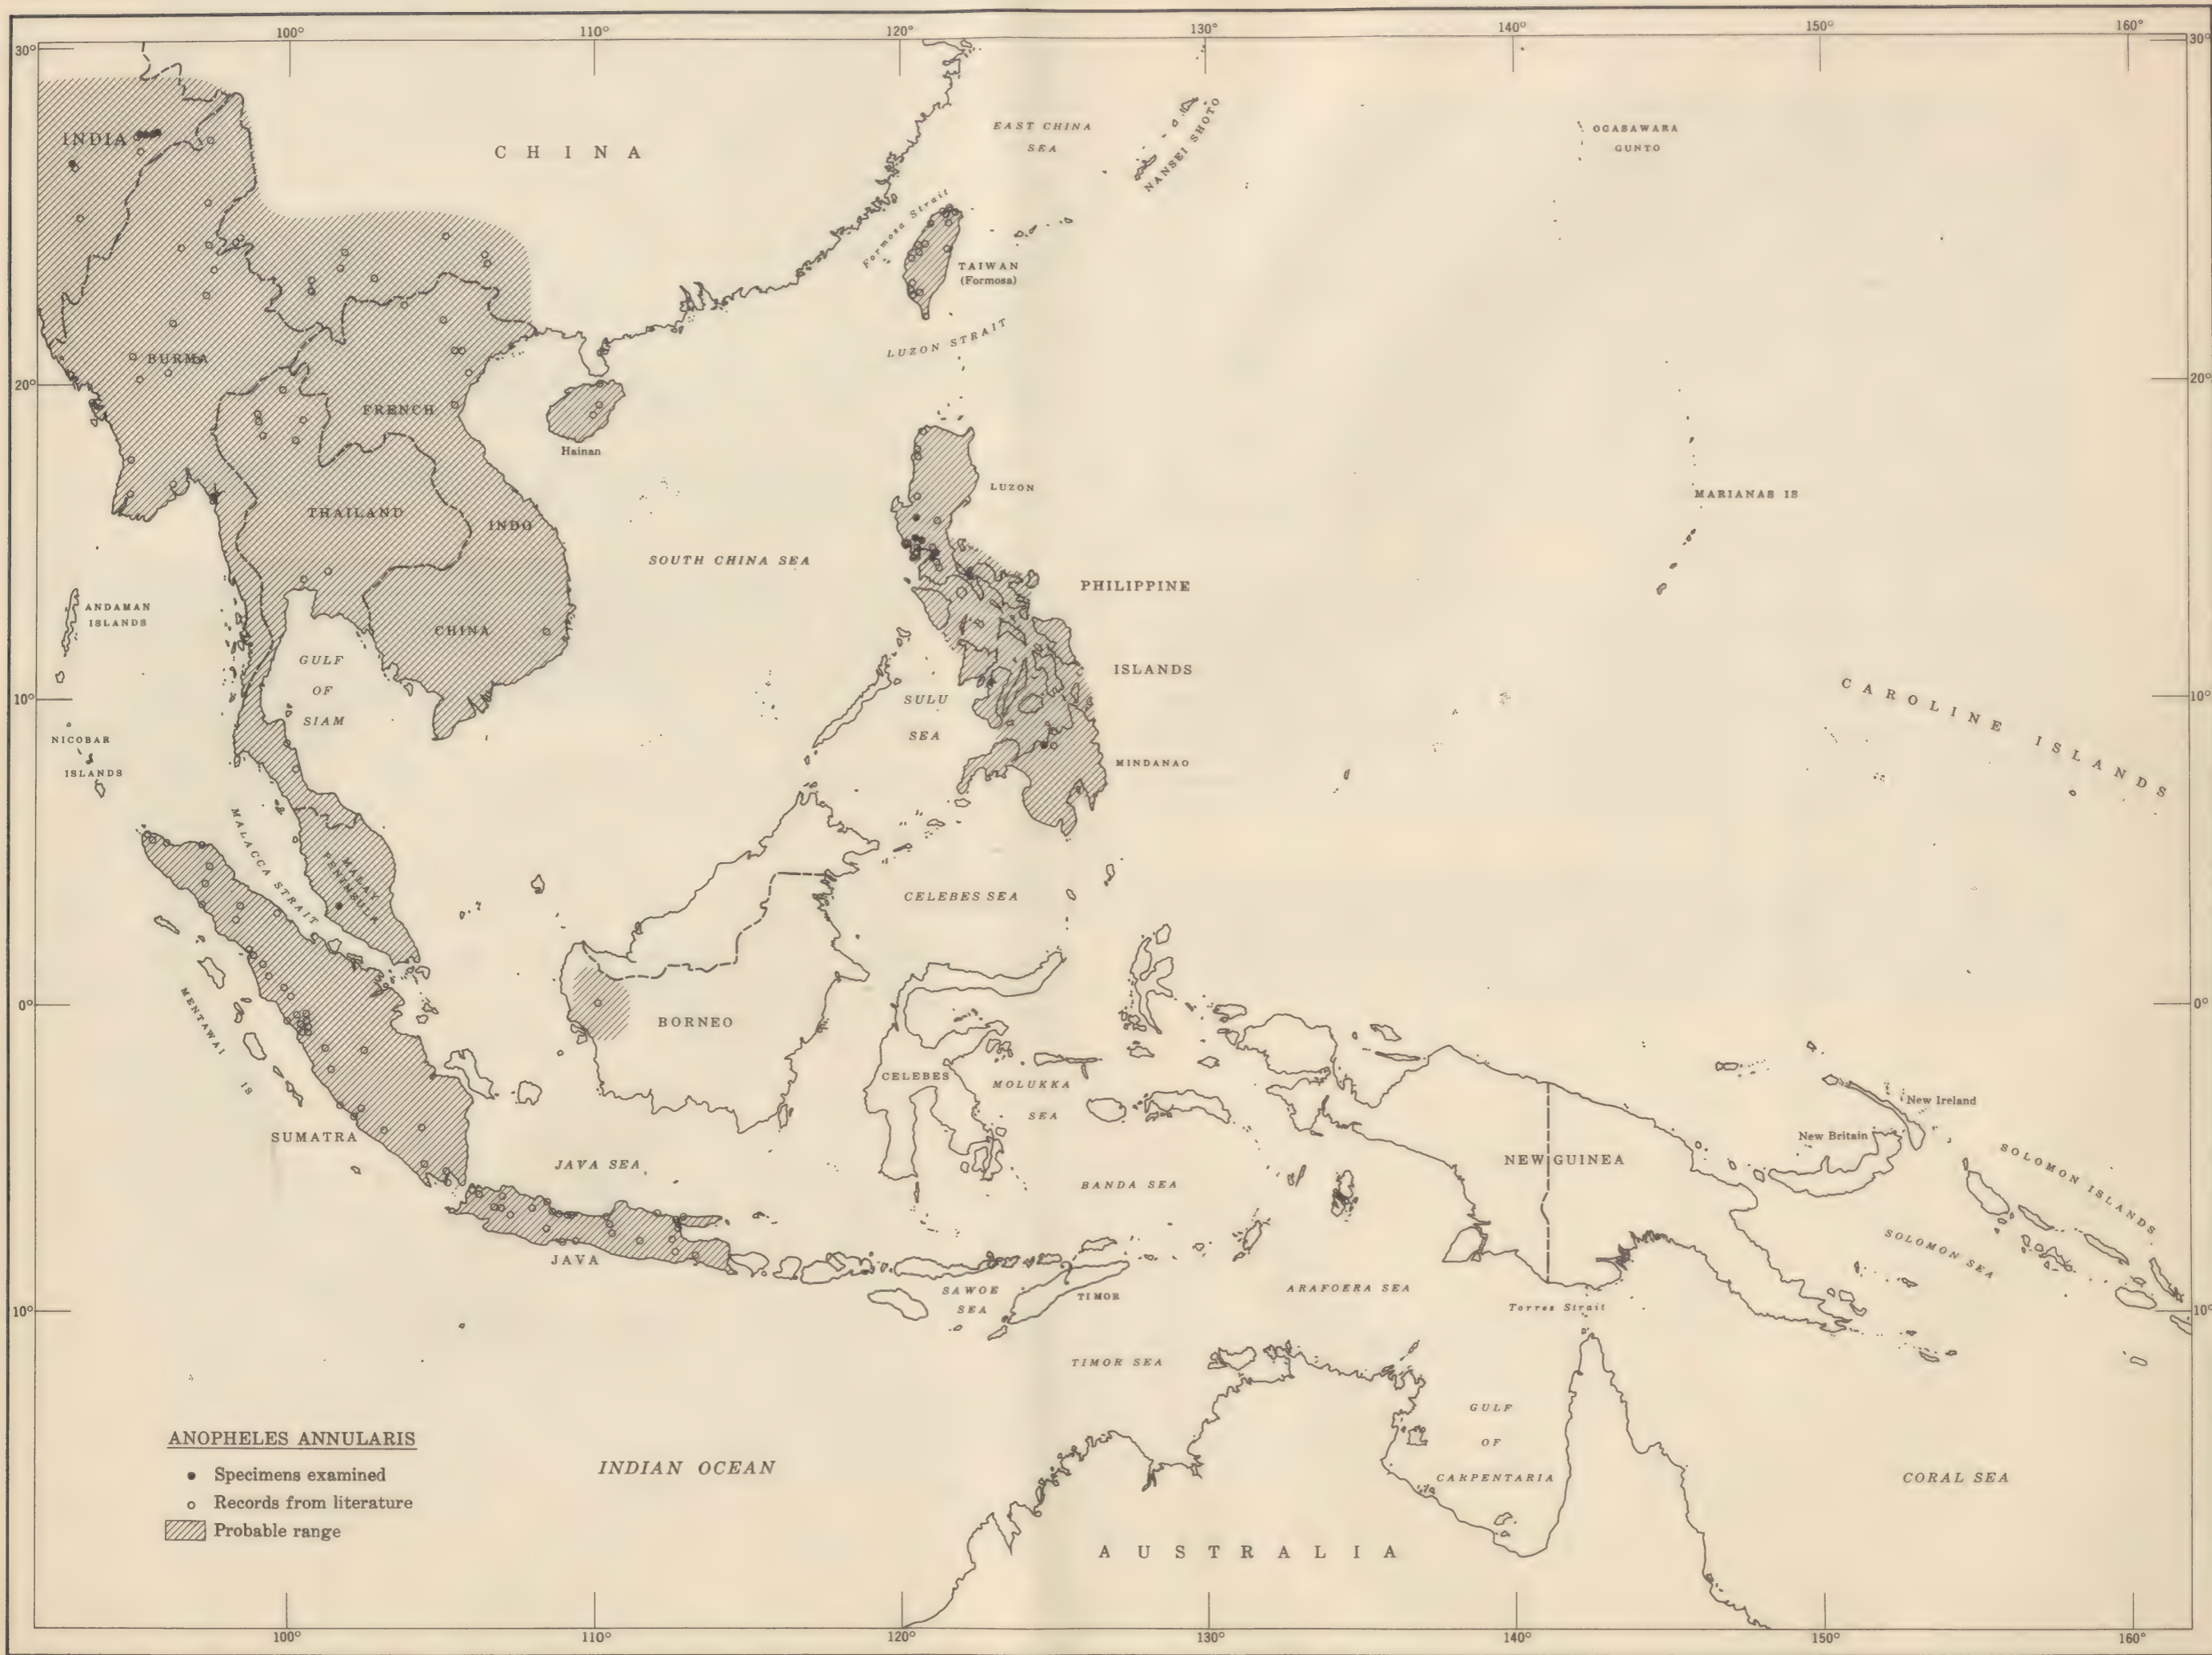 100° 110° 120° 130° 140° 150° 160°
30° 30°
INDIA
CHINA
EAST CHINA
SEA
NANSEI SHOTO
OGASAWARA
GUNTO
Formosa Strait
TAIWAN
(Formosa)
LUZON STRAIT
BURMA
20° 20°
FRENCH
Hainan
LUZON
MARIANAS IS
THAILAND
INDO
SOUTH CHINA SEA
PHILIPPINE
ANDAMAN
ISLANDS
CHINA
GULF
OF
SIAM
ISLANDS
10° 10°
SULU
SEA
CAROLINE ISLANDS
NICOBAR
ISLANDS
MINDANAO
MALACCA STRAIT
MALAY
PENINSULA
CELEBES SEA
0° 0°
MENTAWAI IS
BORNEO
CELEBES
MOLUKKA
SEA
New Ireland
New Britain
SUMATRA
JAVA SEA
BANDA SEA
NEW GUINEA
SOLOMON ISLANDS
JAVA
SOLOMON SEA
SAWOE
SEA
TIMOR
ARAFOERA SEA
Torres Strait
10° 10°
TIMOR SEA
GULF
OF
CARPENTARIA
ANOPHELES ANNULARIS
Specimens examined
Records from literature
Probable range
INDIAN OCEAN
CORAL SEA
AUSTRALIA
100° 110° 120° 130° 140° 150° 160°